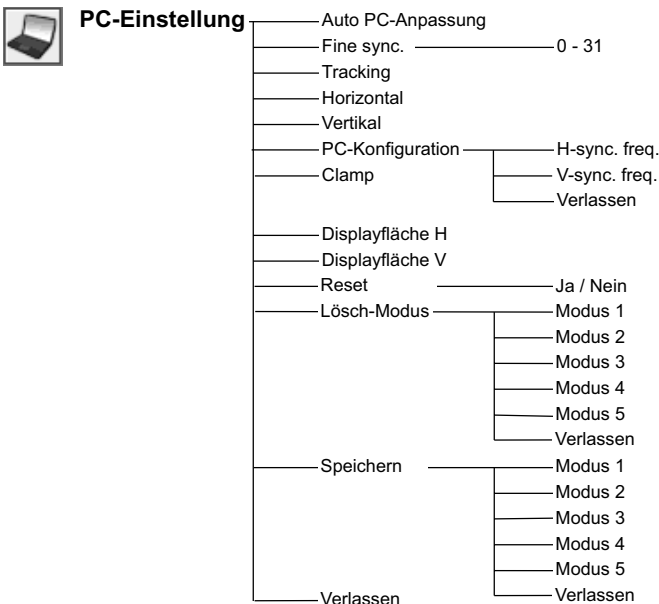 PC-Einstellung
Auto PC-Anpassung
Fine sync. 0 - 31
Tracking
Horizontal
Vertikal
PC-Konfiguration H-sync. freq.
Clamp V-sync. freq.
Verlassen
Displayfläche H
Displayfläche V
Reset Ja / Nein
Lösch-Modus Modus 1
Modus 2
Modus 3
Modus 4
Modus 5
Verlassen
Speichern Modus 1
Modus 2
Modus 3
Modus 4
Modus 5
Verlassen Verlassen